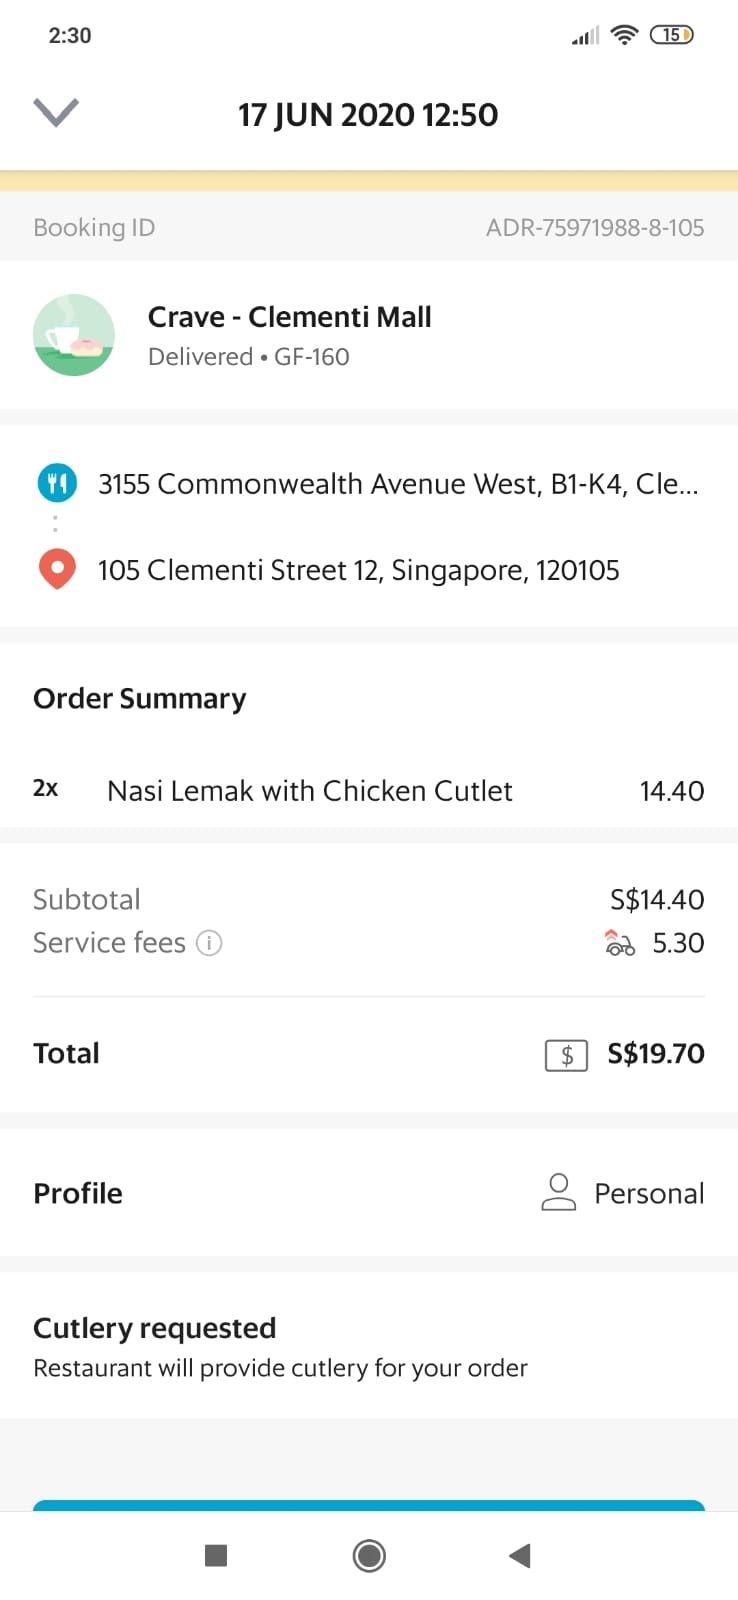 2:30
15
17 JUN 2020 12:50
Booking ID ADR-75971988-8-105
Crave - Clementi Mall
Delivered • GF-160
3155 Commonwealth Avenue West, B1-K4, Cle...
105 Clementi Street 12, Singapore, 120105
Order Summary
2x Nasi Lemak with Chicken Cutlet 14.40
Subtotal S$14.40
Service fees 5.30
Total $ S$19.70
Profile Personal
Cutlery requested
Restaurant will provide cutlery for your order